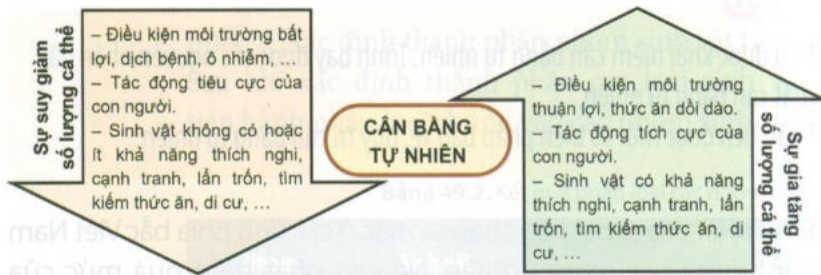 Sự suy giảm
số lượng cá thể
– Điều kiện môi trường bất
lợi, dịch bệnh, ô nhiễm, …
– Tác động tiêu cực của
con người.
– Sinh vật không có hoặc
ít khả năng thích nghi,
cạnh tranh, lẩn trốn, tìm
kiếm thức ăn, di cư, …
CÂN BẰNG
TỰ NHIÊN
– Điều kiện môi trường
thuận lợi, thức ăn dồi dào.
– Tác động tích cực của
con người.
– Sinh vật có khả năng
thích nghi, cạnh tranh, lẩn
trốn, tìm kiếm thức ăn, di
cư, …
Sự gia tăng
số lượng cá thể